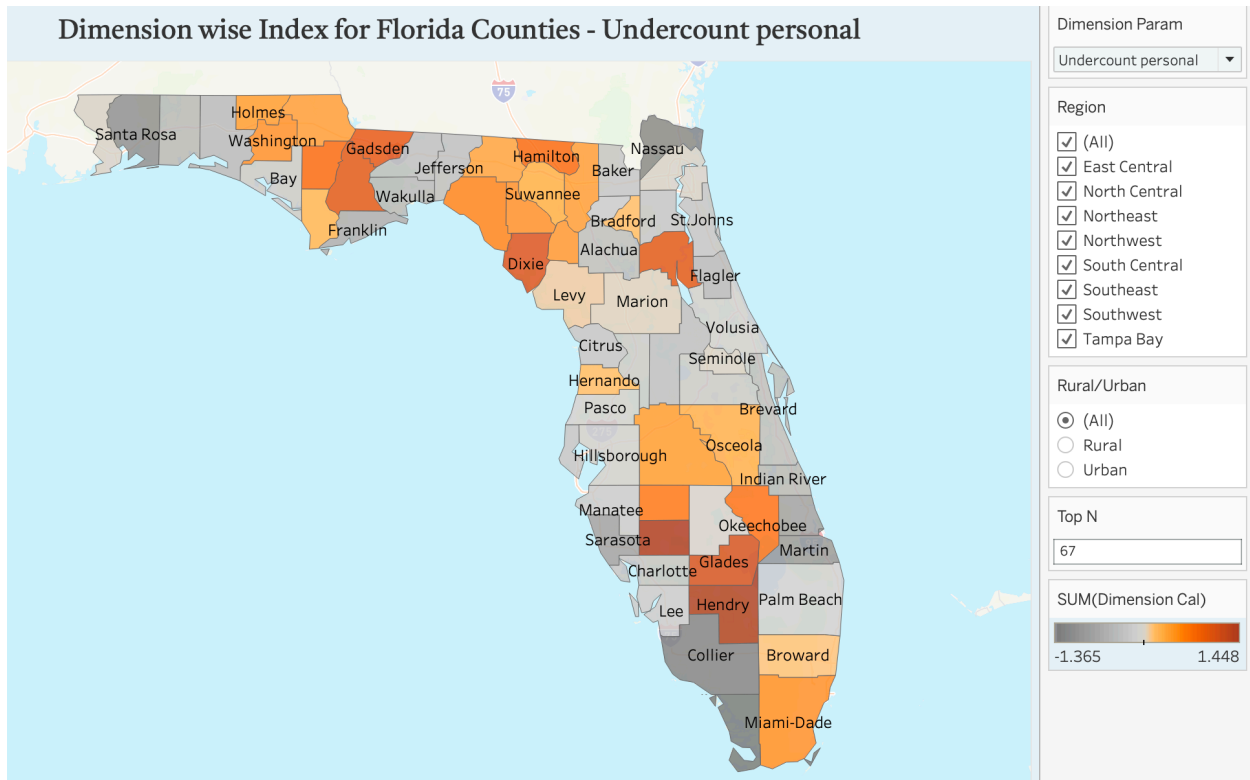 Dimension wise Index for Florida Counties - Undercount personal
75
Santa Rosa
Holmes
Washington
Bay
Gadsden
Jefferson
Wakulla
Franklin
Hamilton
Suwannee
Baker
Nassau
Bradford
St.Johns
Alachua
Dixie
Flagler
Levy
Marion
Volusia
Citrus
Seminole
Hernando
Pasco
Brevard
Osceola
Hillsborough
Indian River
Manatee
Okeechobee
Sarasota
Martin
Glades
Charlotte
Palm Beach
Hendry
Lee
Collier
Broward
Miami-Dade
Dimension Param
Undercount personal
Region
(All)
East Central
North Central
Northeast
Northwest
South Central
Southeast
Southwest
Tampa Bay
Rural/Urban
(All)
Rural
Urban
Top N
67
SUM(Dimension Cal)
-1.365 1.448